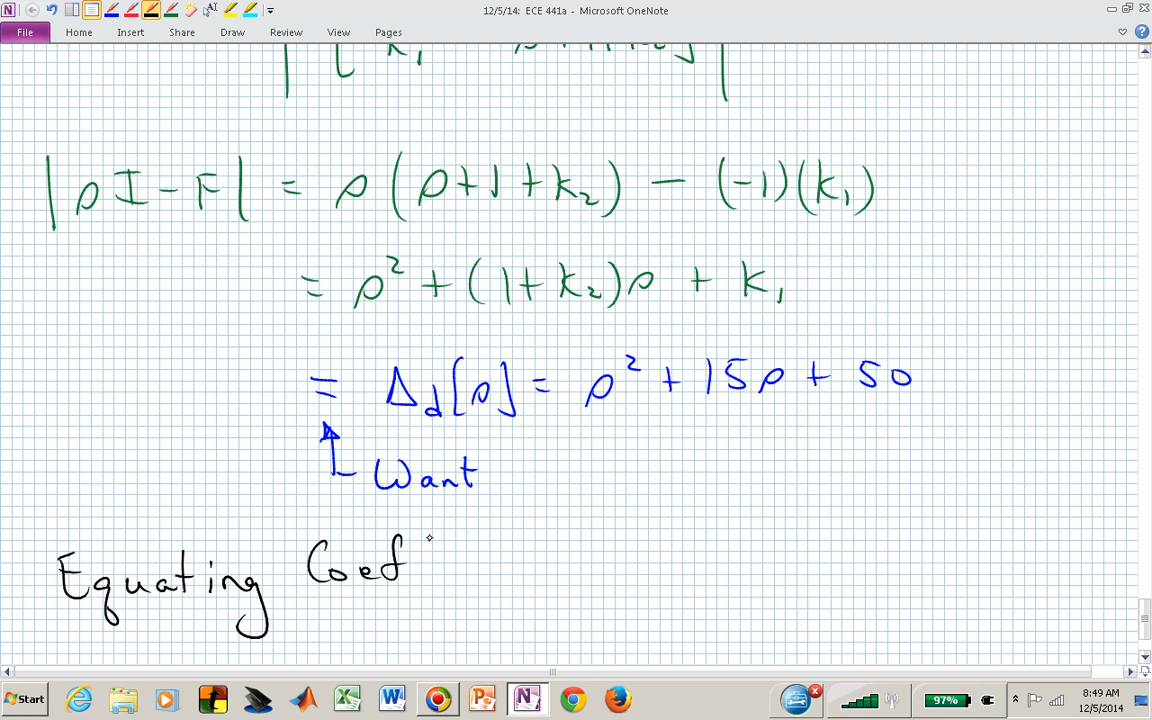 12/5/14: ECE 441a - Microsoft OneNote
File Home Insert Share Draw Review View Pages
|ρI - F| = ρ(ρ+1+k₂) - (-1)(k₁)
= ρ² + (1+k₂)ρ + k₁
= Δd[ρ] = ρ² + 15ρ + 50
Want
Equating Coef
Start
97%
8:49 AM
12/5/2014